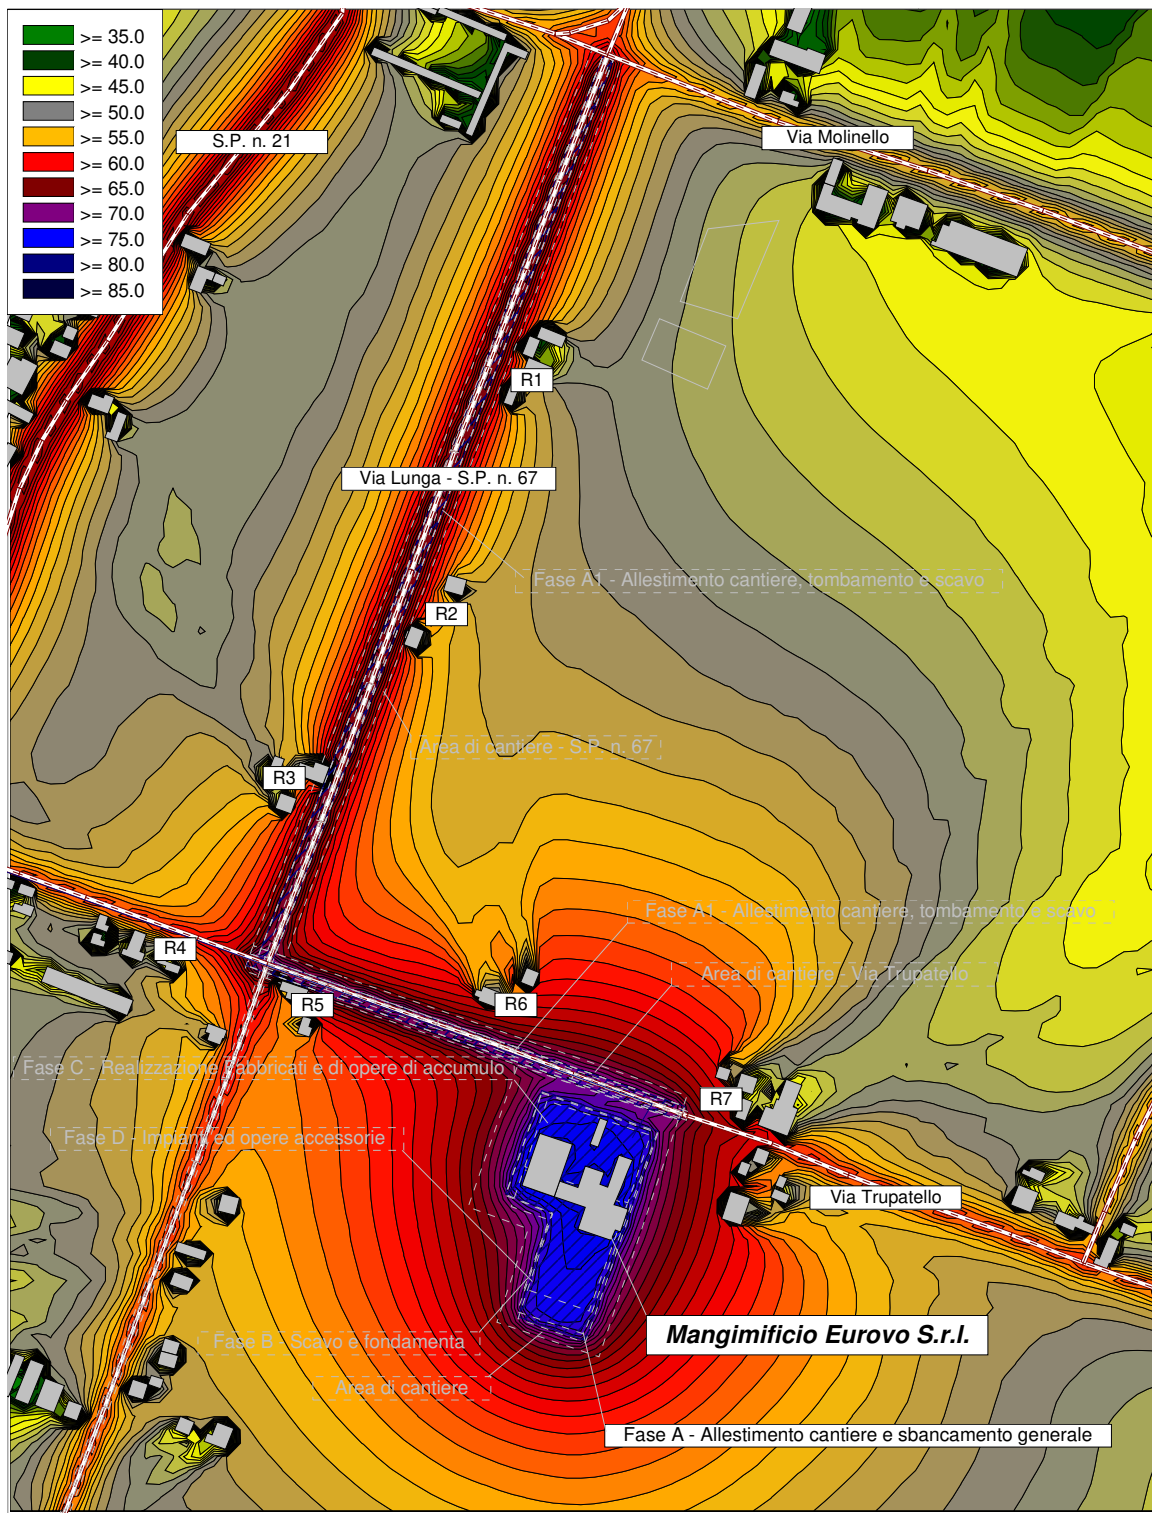 >= 35.0
>= 40.0
>= 45.0
>= 50.0
>= 55.0
>= 60.0
>= 65.0
>= 70.0
>= 75.0
>= 80.0
>= 85.0
S.P. n. 21
Via Molinello
R1
Via Lunga - S.P. n. 67
Fase A1 - Allestimento cantiere, tombamento e scavo
R2
Area di cantiere - S.P. n. 67
R3
Fase A1 - Allestimento cantiere, tombamento e scavo
R4
Area di cantiere - Via Trupatello
R5
R6
Fase C - Realizzazione Fabbricati e di opere di accumulo
R7
Fase D - Impianti ed opere accessorie
Via Trupatello
Mangimificio Eurovo S.r.l.
Fase B - Scavo e fondamenta
Area di cantiere
Fase A - Allestimento cantiere e sbancamento generale